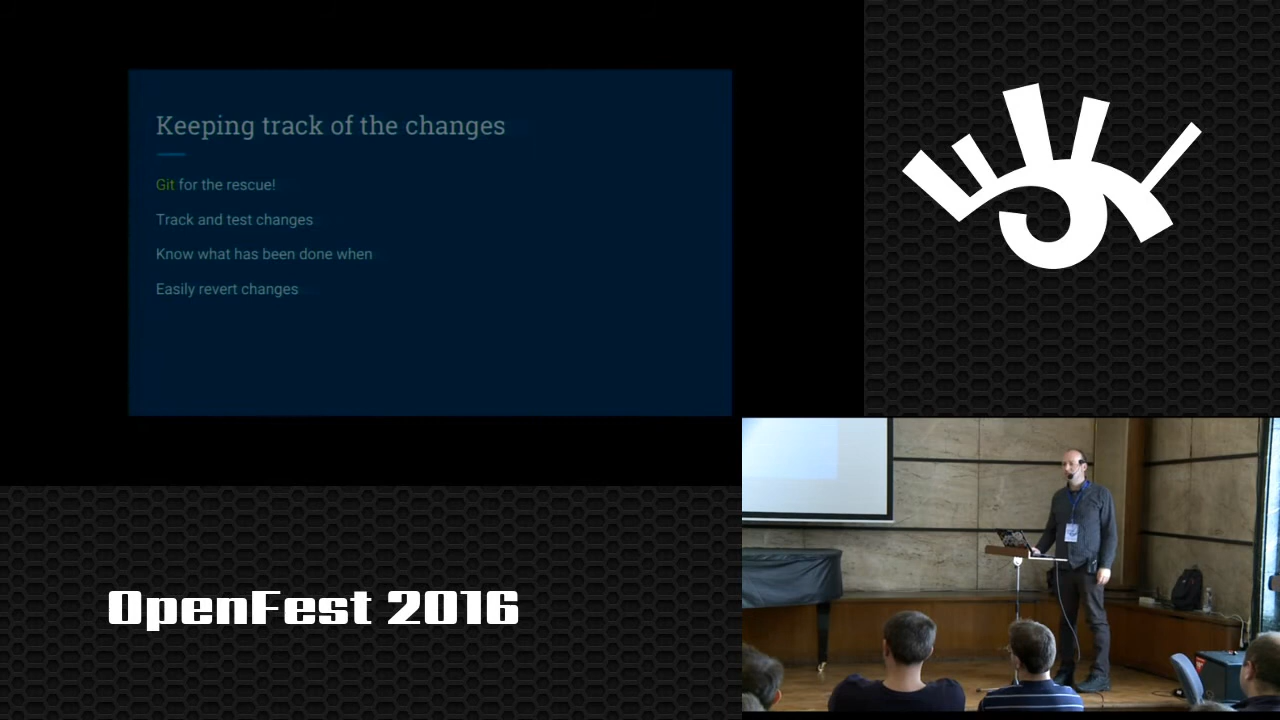 Keeping track of the changes
Git for the rescue!
Track and test changes
Know what has been done when
Easily revert changes
OpenFest 2016